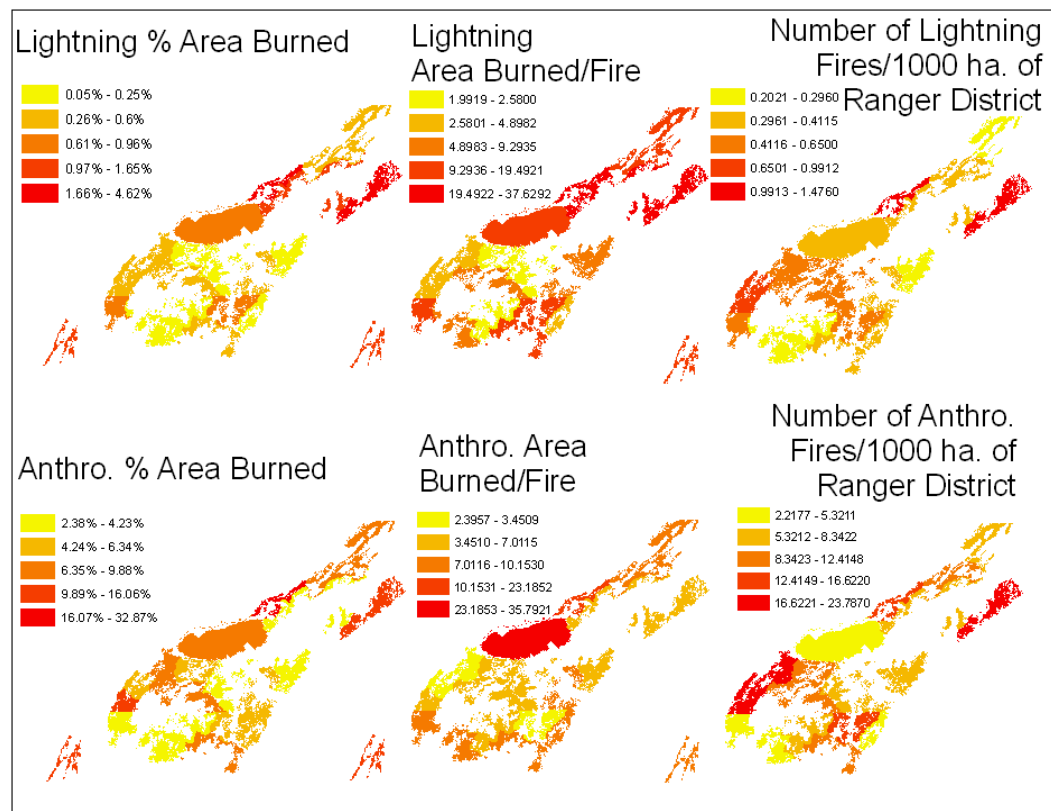 Lightning % Area Burned
0.05% - 0.25%
0.26% - 0.6%
0.61% - 0.96%
0.97% - 1.65%
1.66% - 4.62%
Lightning
Area Burned/Fire
1.9919 - 2.5800
2.5801 - 4.8982
4.8983 - 9.2935
9.2936 - 19.4921
19.4922 - 37.6292
Number of Lightning
Fires/1000 ha. of
Ranger District
0.2021 - 0.2960
0.2961 - 0.4115
0.4116 - 0.6500
0.6501 - 0.9912
0.9913 - 1.4760
Anthro. % Area Burned
2.38% - 4.23%
4.24% - 6.34%
6.35% - 9.88%
9.89% - 16.06%
16.07% - 32.87%
Anthro. Area
Burned/Fire
2.3957 - 3.4509
3.4510 - 7.0115
7.0116 - 10.1530
10.1531 - 23.1852
23.1853 - 35.7921
Number of Anthro.
Fires/1000 ha. of
Ranger District
2.2177 - 5.3211
5.3212 - 8.3422
8.3423 - 12.4148
12.4149 - 16.6220
16.6221 - 23.7870